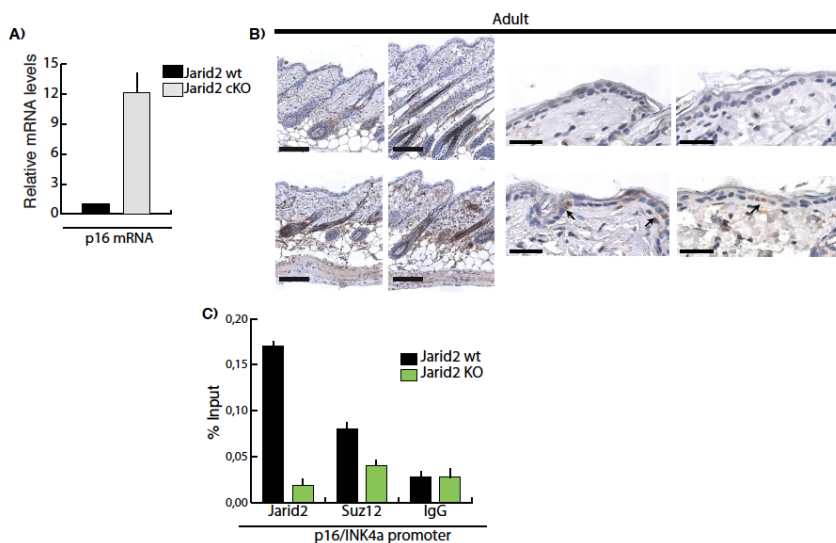 Adult
A)
B)
15
12
9
6
3
0
Relative mRNA levels
Jarid2 wt
Jarid2 cKO
p16 mRNA
C)
0,20
0,15
0,10
0,05
0,00
% Input
Jarid2 wt
Jarid2 KO
Jarid2 Suz12 IgG
p16/INK4a promoter